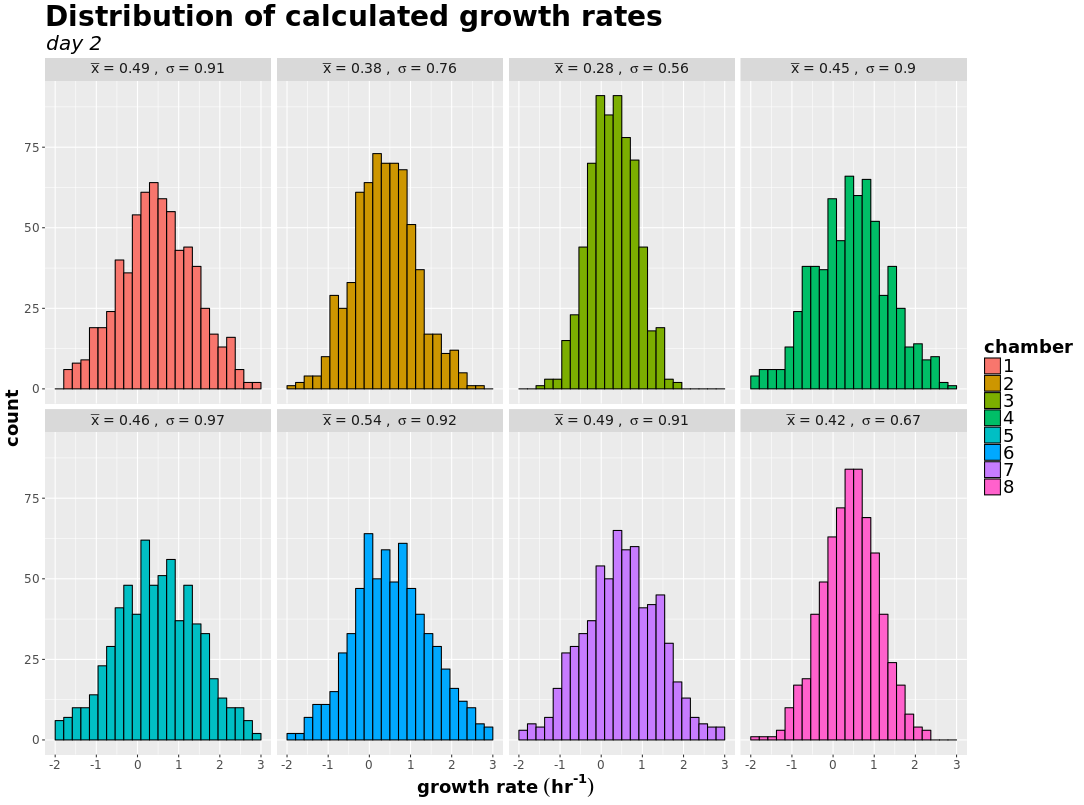 Distribution of calculated growth rates
day 2
x̅ = 0.49 , σ = 0.91
x̅ = 0.38 , σ = 0.76
x̅ = 0.28 , σ = 0.56
x̅ = 0.45 , σ = 0.9
75
50
25
0
x̅ = 0.46 , σ = 0.97
x̅ = 0.54 , σ = 0.92
x̅ = 0.49 , σ = 0.91
x̅ = 0.42 , σ = 0.67
75
50
25
0
-2 -1 0 1 2 3
-2 -1 0 1 2 3
-2 -1 0 1 2 3
-2 -1 0 1 2 3
growth rate (hr⁻¹)
count
chamber
1
2
3
4
5
6
7
8